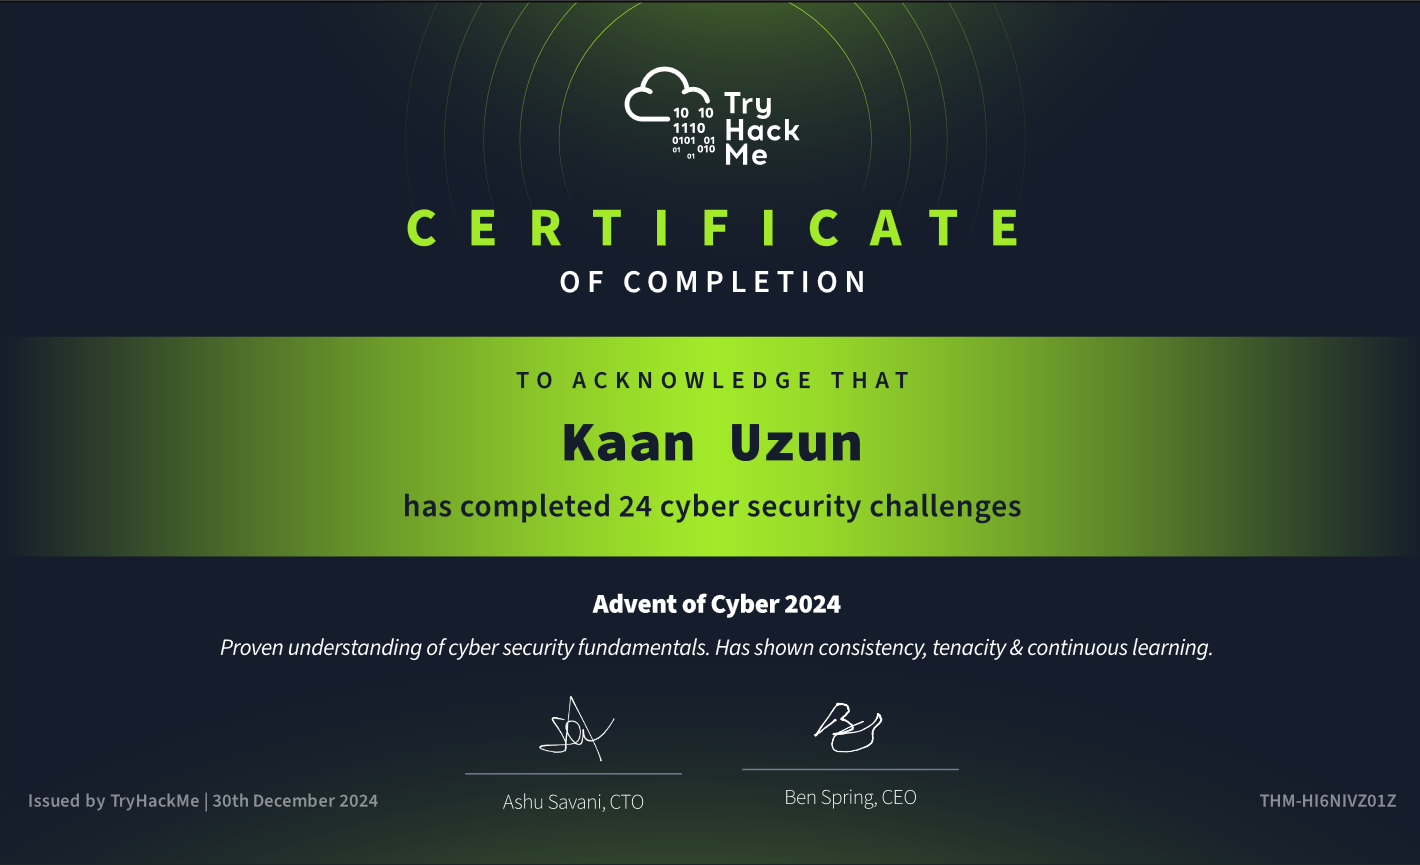 10 10
1110
0101 01
01 010
01
Try
Hack
Me
CERTIFICATE
OF COMPLETION
TO ACKNOWLEDGE THAT
Kaan Uzun
has completed 24 cyber security challenges
Advent of Cyber 2024
Proven understanding of cyber security fundamentals. Has shown consistency, tenacity & continuous learning.
Issued by TryHackMe | 30th December 2024
Ashu Savani, CTO
Ben Spring, CEO
THM-HI6NIVZ01Z